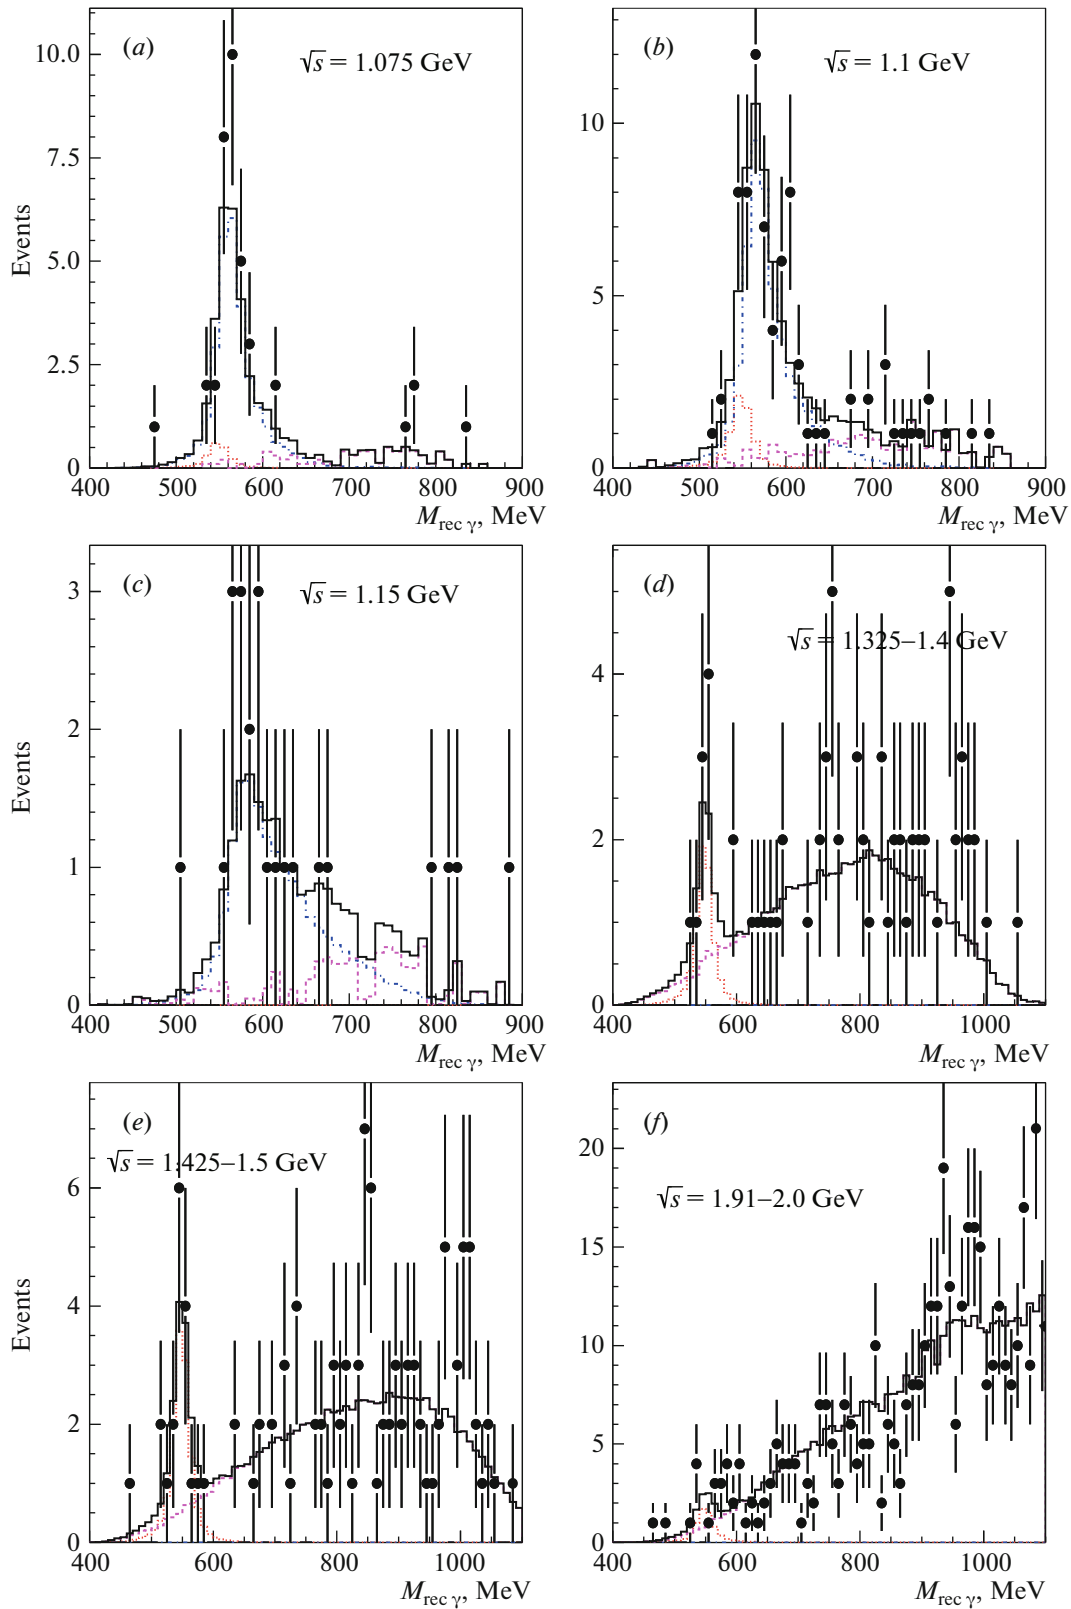 (a)
√s = 1.075 GeV
Events
10.0
7.5
5.0
2.5
0
400 500 600 700 800 900
M_rec γ, MeV
(b)
√s = 1.1 GeV
10
5
0
400 500 600 700 800 900
M_rec γ, MeV
(c)
√s = 1.15 GeV
Events
3
2
1
0
400 500 600 700 800 900
M_rec γ, MeV
(d)
√s = 1.325–1.4 GeV
4
2
0
400 600 800 1000
M_rec γ, MeV
(e)
√s = 1.425–1.5 GeV
Events
6
4
2
0
400 600 800 1000
M_rec γ, MeV
(f)
√s = 1.91–2.0 GeV
20
15
10
5
0
400 600 800 1000
M_rec γ, MeV